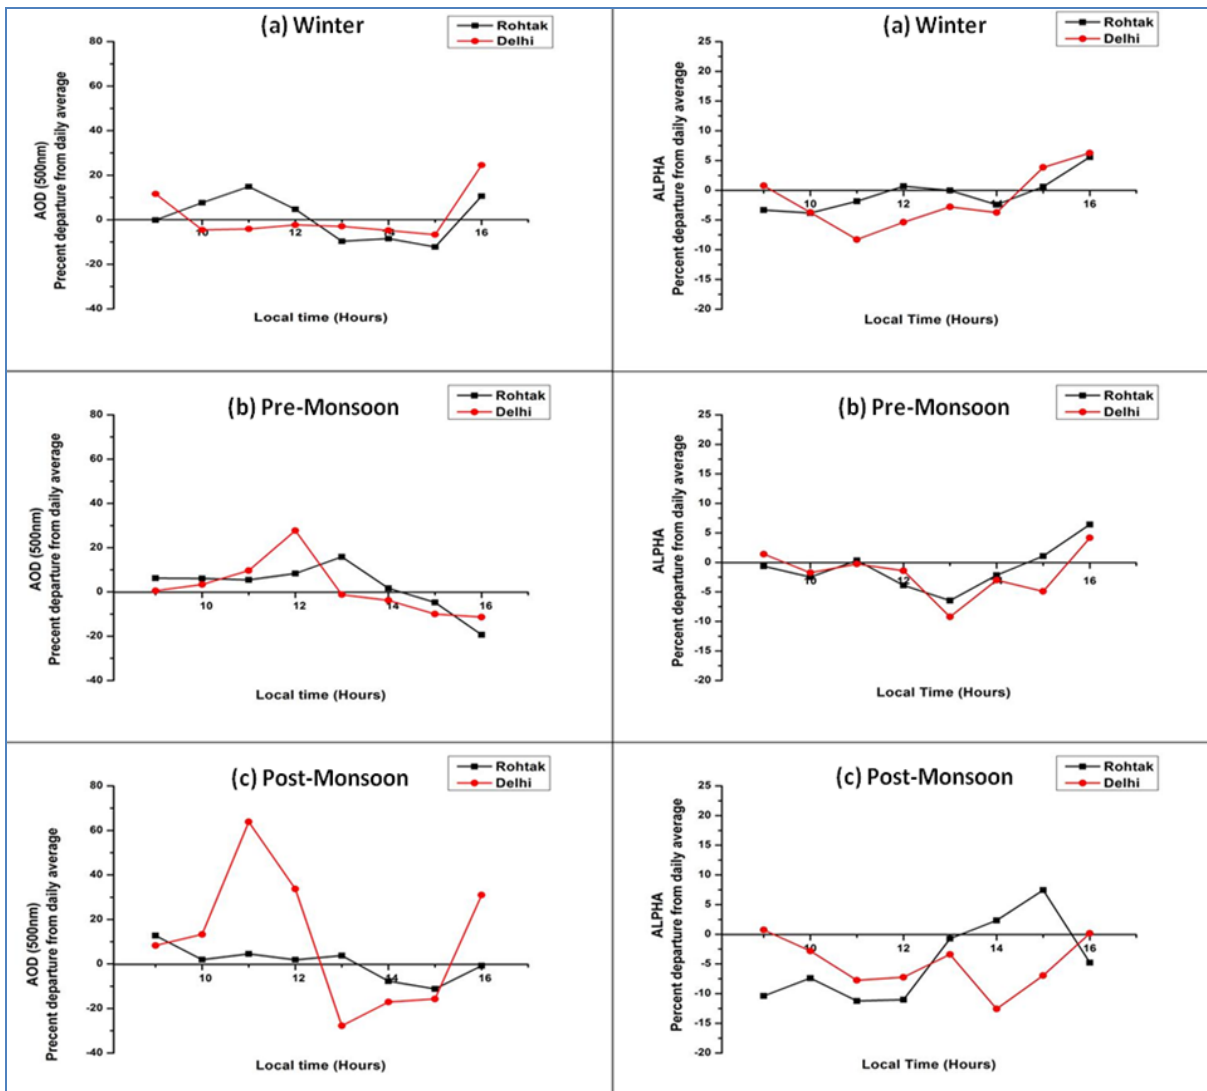 (a) Winter
Rohtak
Delhi
80
60
40
20
0
-20
-40
10
12
14
16
AOD (500nm)
Precent departure from daily average
Local time (Hours)
(a) Winter
Rohtak
Delhi
25
20
15
10
5
0
-5
-10
-15
-20
10
12
14
16
ALPHA
Percent departure from daily average
Local Time (Hours)
(b) Pre-Monsoon
Rohtak
Delhi
80
60
40
20
0
-20
-40
10
12
14
16
AOD (500nm)
Precent departure from daily average
Local time (Hours)
(b) Pre-Monsoon
Rohtak
Delhi
25
20
15
10
5
0
-5
-10
-15
-20
10
12
14
16
ALPHA
Percent departure from daily average
Local Time (Hours)
(c) Post-Monsoon
Rohtak
Delhi
80
60
40
20
0
-20
-40
10
12
14
16
AOD (500nm)
Precent departure from daily average
Local time (Hours)
(c) Post-Monsoon
Rohtak
Delhi
25
20
15
10
5
0
-5
-10
-15
-20
10
12
14
16
ALPHA
Percent departure from daily average
Local Time (Hours)